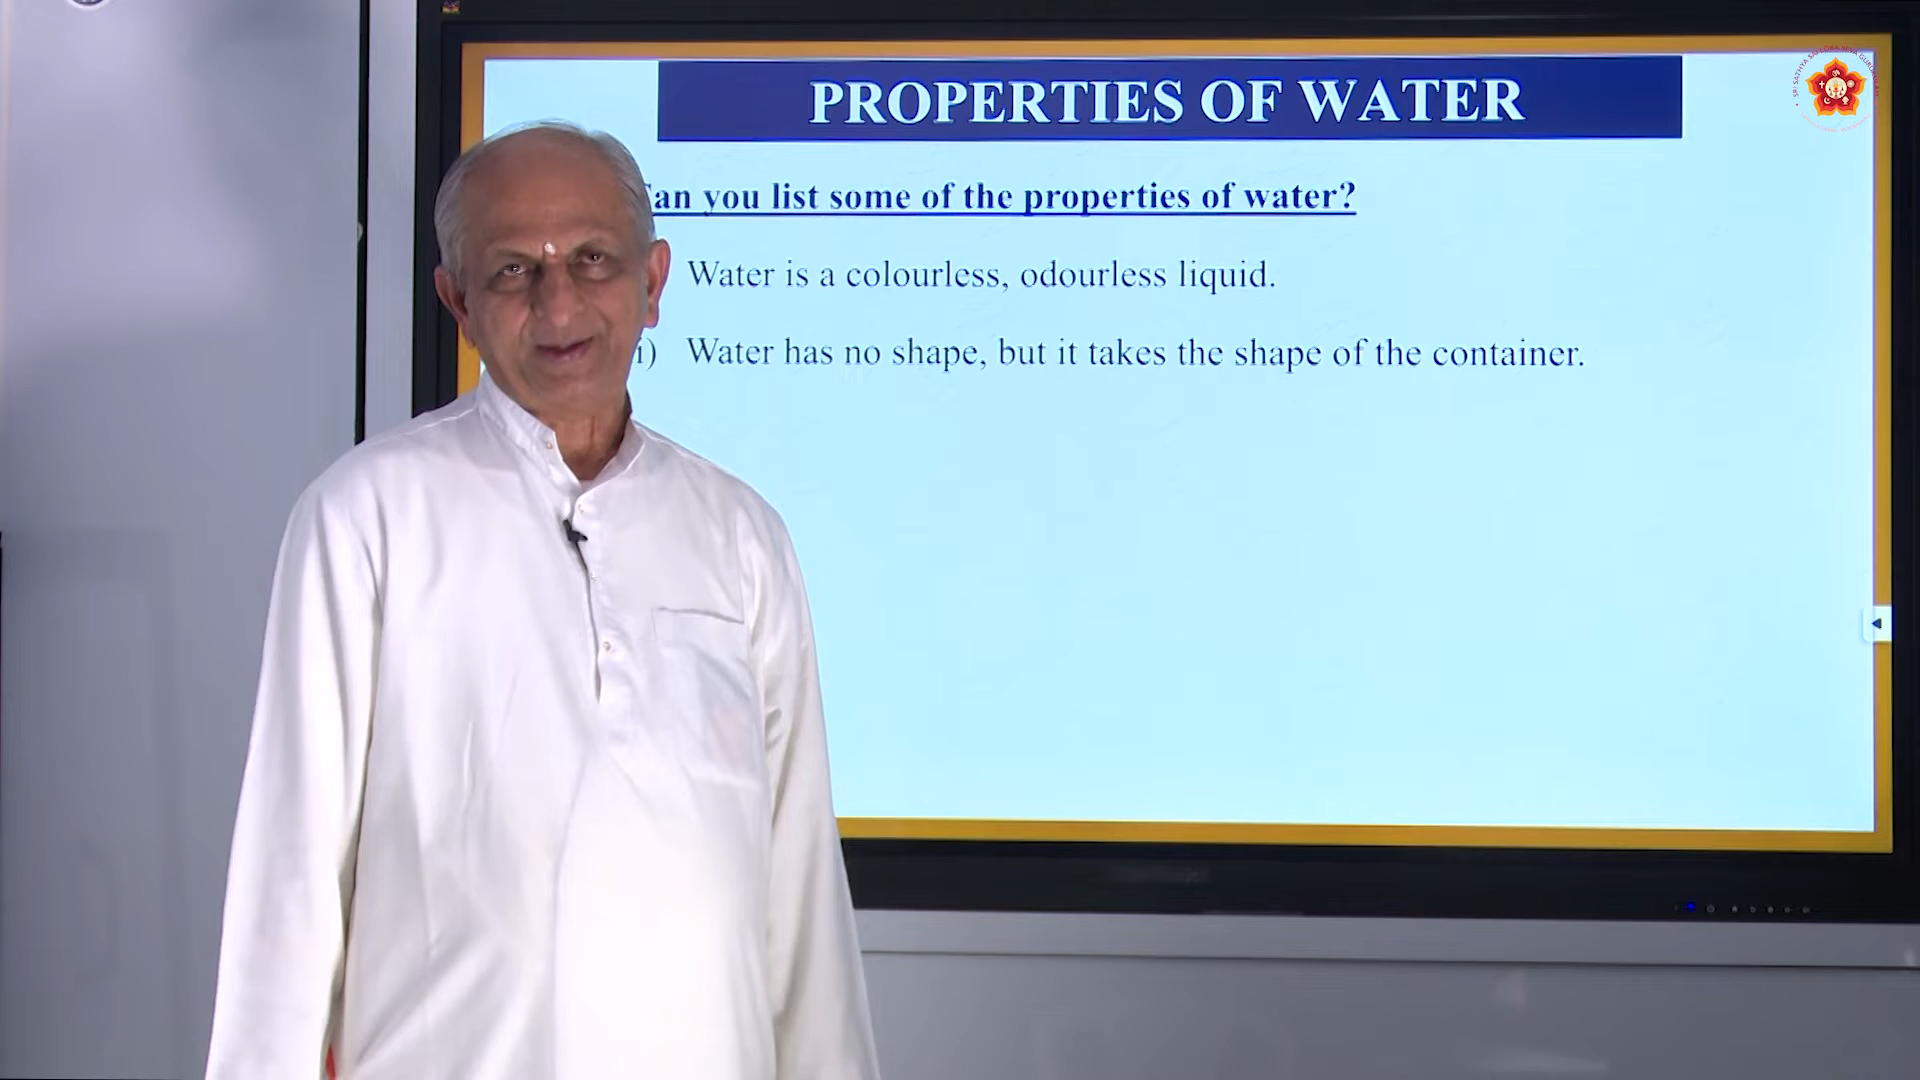 PROPERTIES OF WATER
an you list some of the properties of water?
Water is a colourless, odourless liquid.
i) Water has no shape, but it takes the shape of the container.